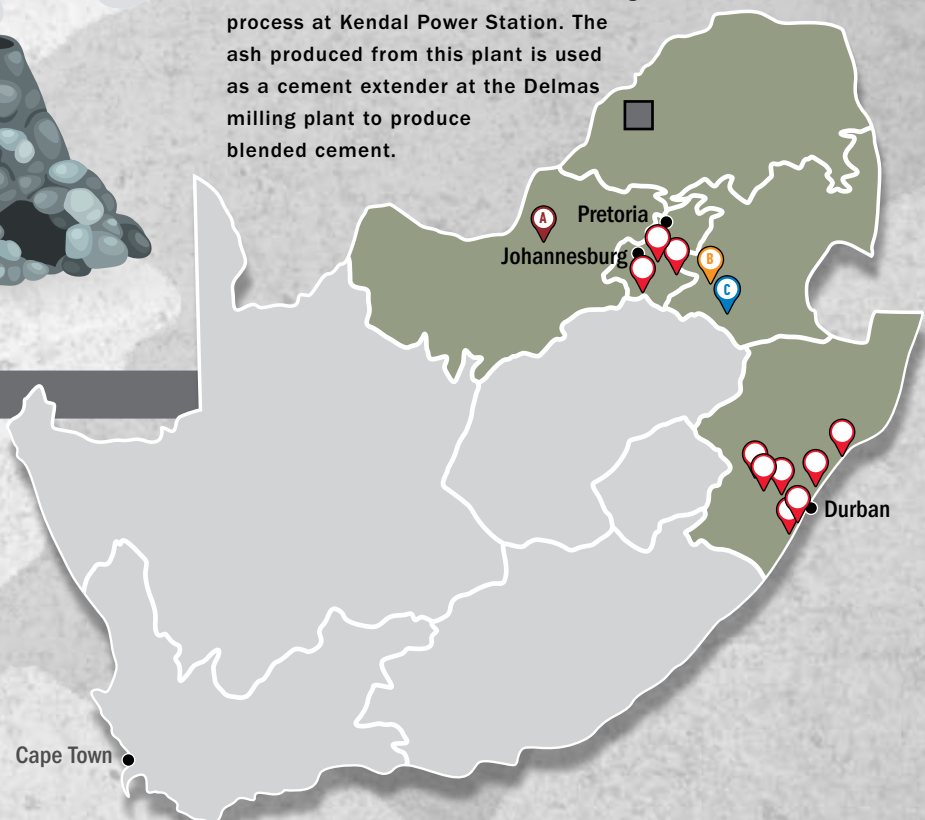 process at Kendal Power Station. The
ash produced from this plant is used
as a cement extender at the Delmas
milling plant to produce
blended cement.
A
Pretoria
Johannesburg
B
C
Durban
Cape Town